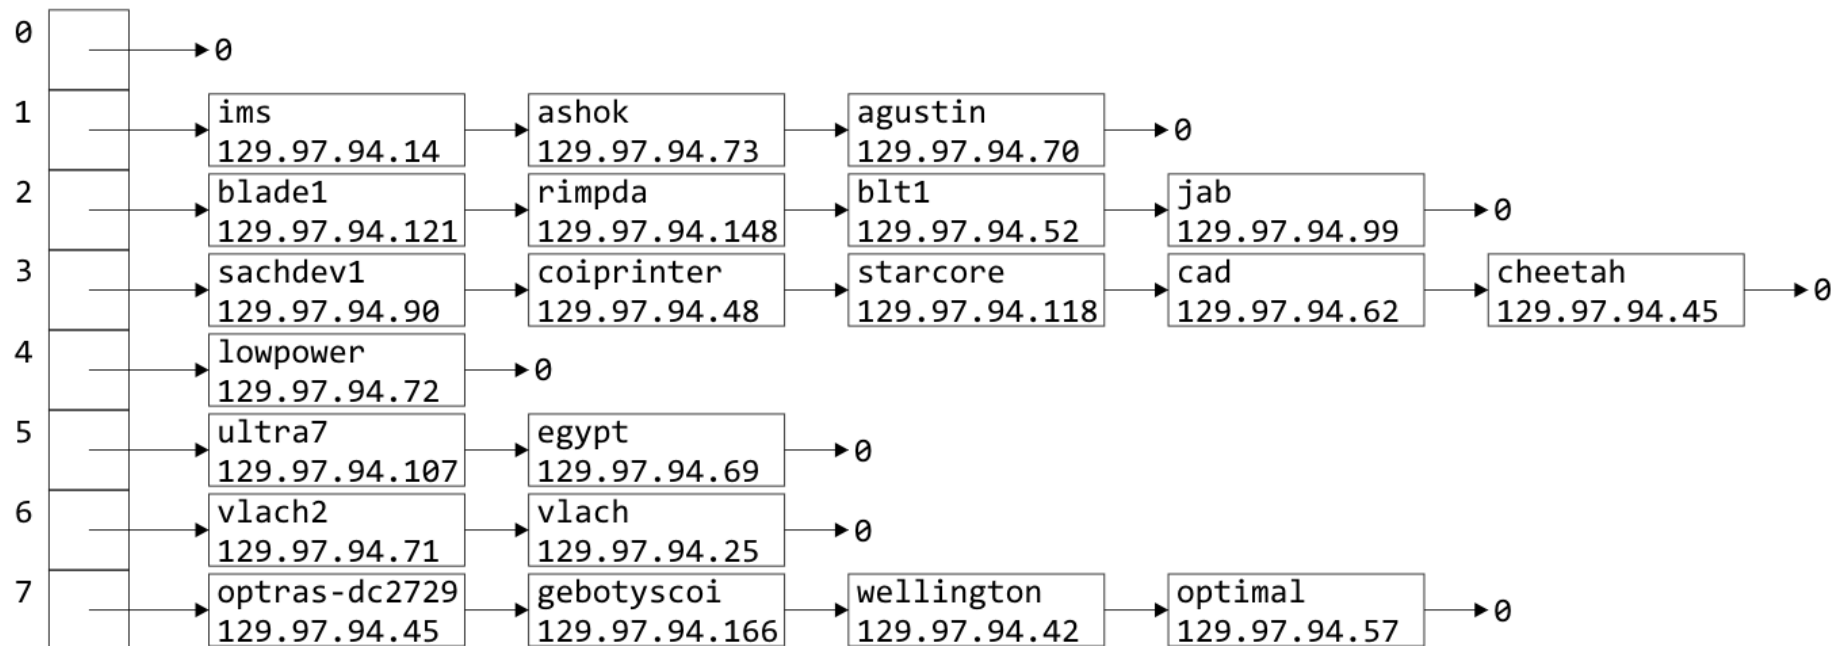 0
0
1
ims
129.97.94.14
ashok
129.97.94.73
agustin
129.97.94.70
0
2
blade1
129.97.94.121
rimpda
129.97.94.148
blt1
129.97.94.52
jab
129.97.94.99
0
3
sachdev1
129.97.94.90
coiprinter
129.97.94.48
starcore
129.97.94.118
cad
129.97.94.62
cheetah
129.97.94.45
0
4
lowpower
129.97.94.72
0
5
ultra7
129.97.94.107
egypt
129.97.94.69
0
6
vlach2
129.97.94.71
vlach
129.97.94.25
0
7
optras-dc2729
129.97.94.45
gebotyscoi
129.97.94.166
wellington
129.97.94.42
optimal
129.97.94.57
0